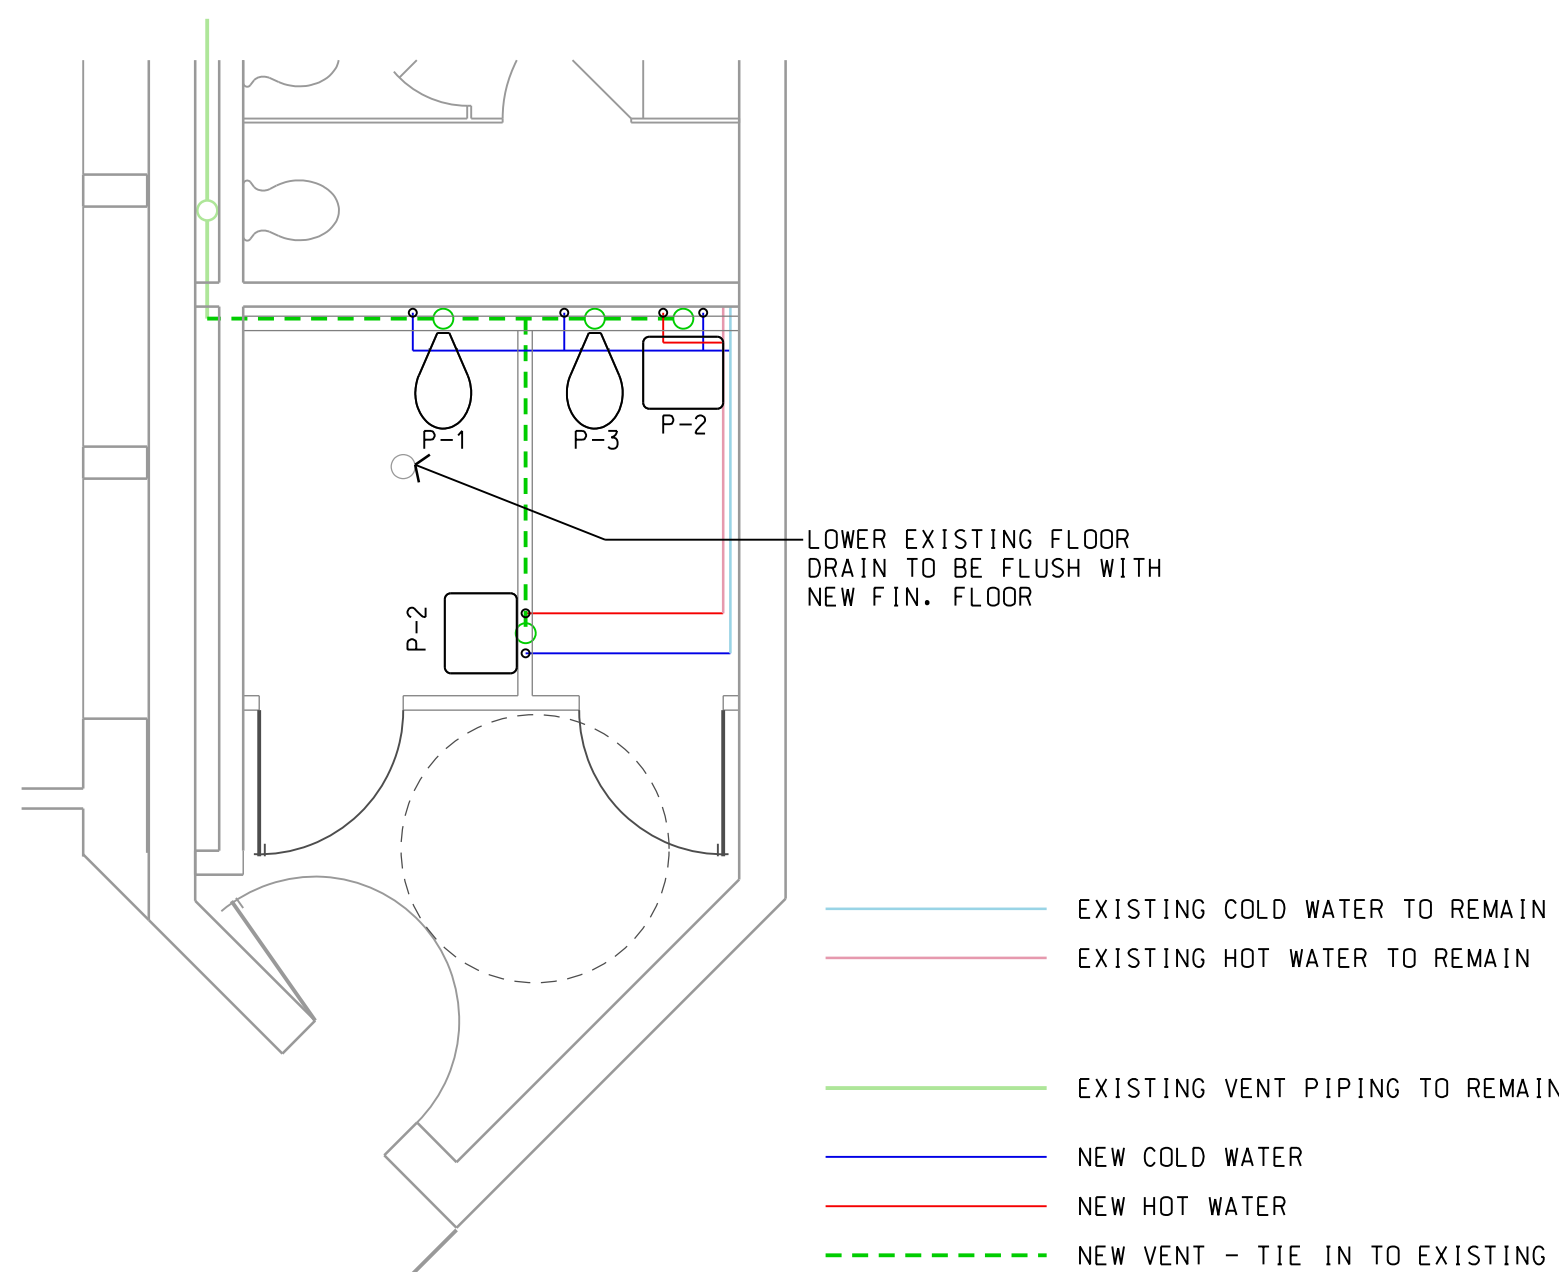 P-1
P-3
P-2
LOWER EXISTING FLOOR
DRAIN TO BE FLUSH WITH
NEW FIN. FLOOR
P-2
EXISTING COLD WATER TO REMAIN
EXISTING HOT WATER TO REMAIN
EXISTING VENT PIPING TO REMAIN
NEW COLD WATER
NEW HOT WATER
NEW VENT - TIE IN TO EXISTING